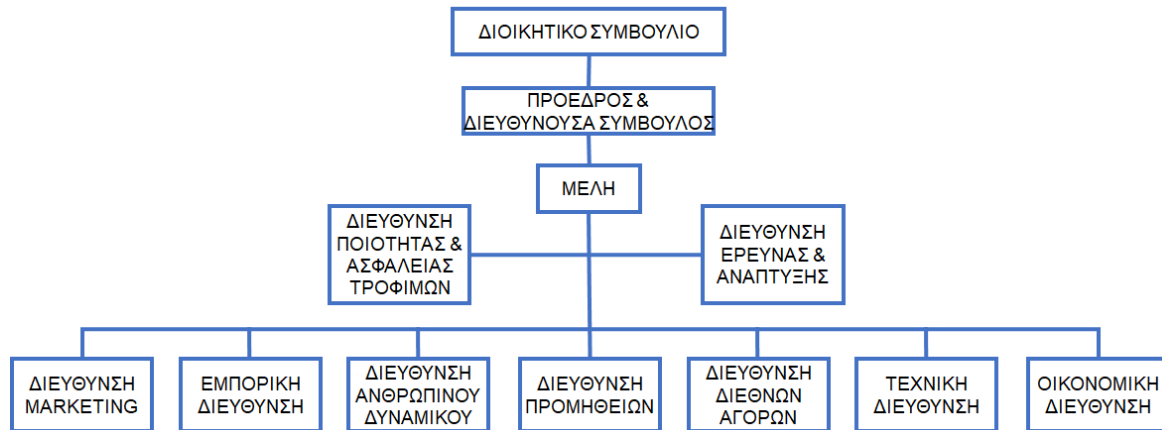 ΔΙΟΙΚΗΤΙΚΟ ΣΥΜΒΟΥΛΙΟ
ΠΡΟΕΔΡΟΣ &
ΔΙΕΥΘΥΝΟΥΣΑ ΣΥΜΒΟΥΛΟΣ
ΜΕΛΗ
ΔΙΕΥΘΥΝΣΗ
ΠΟΙΟΤΗΤΑΣ &
ΑΣΦΑΛΕΙΑΣ
ΤΡΟΦΙΜΩΝ
ΔΙΕΥΘΥΝΣΗ
ΕΡΕΥΝΑΣ &
ΑΝΑΠΤΥΞΗΣ
ΔΙΕΥΘΥΝΣΗ
MARKETING
ΕΜΠΟΡΙΚΗ
ΔΙΕΥΘΥΝΣΗ
ΔΙΕΥΘΥΝΣΗ
ΑΝΘΡΩΠΙΝΟΥ
ΔΥΝΑΜΙΚΟΥ
ΔΙΕΥΘΥΝΣΗ
ΠΡΟΜΗΘΕΙΩΝ
ΔΙΕΥΘΥΝΣΗ
ΔΙΕΘΝΩΝ
ΑΓΟΡΩΝ
ΤΕΧΝΙΚΗ
ΔΙΕΥΘΥΝΣΗ
ΟΙΚΟΝΟΜΙΚΗ
ΔΙΕΥΘΥΝΣΗ